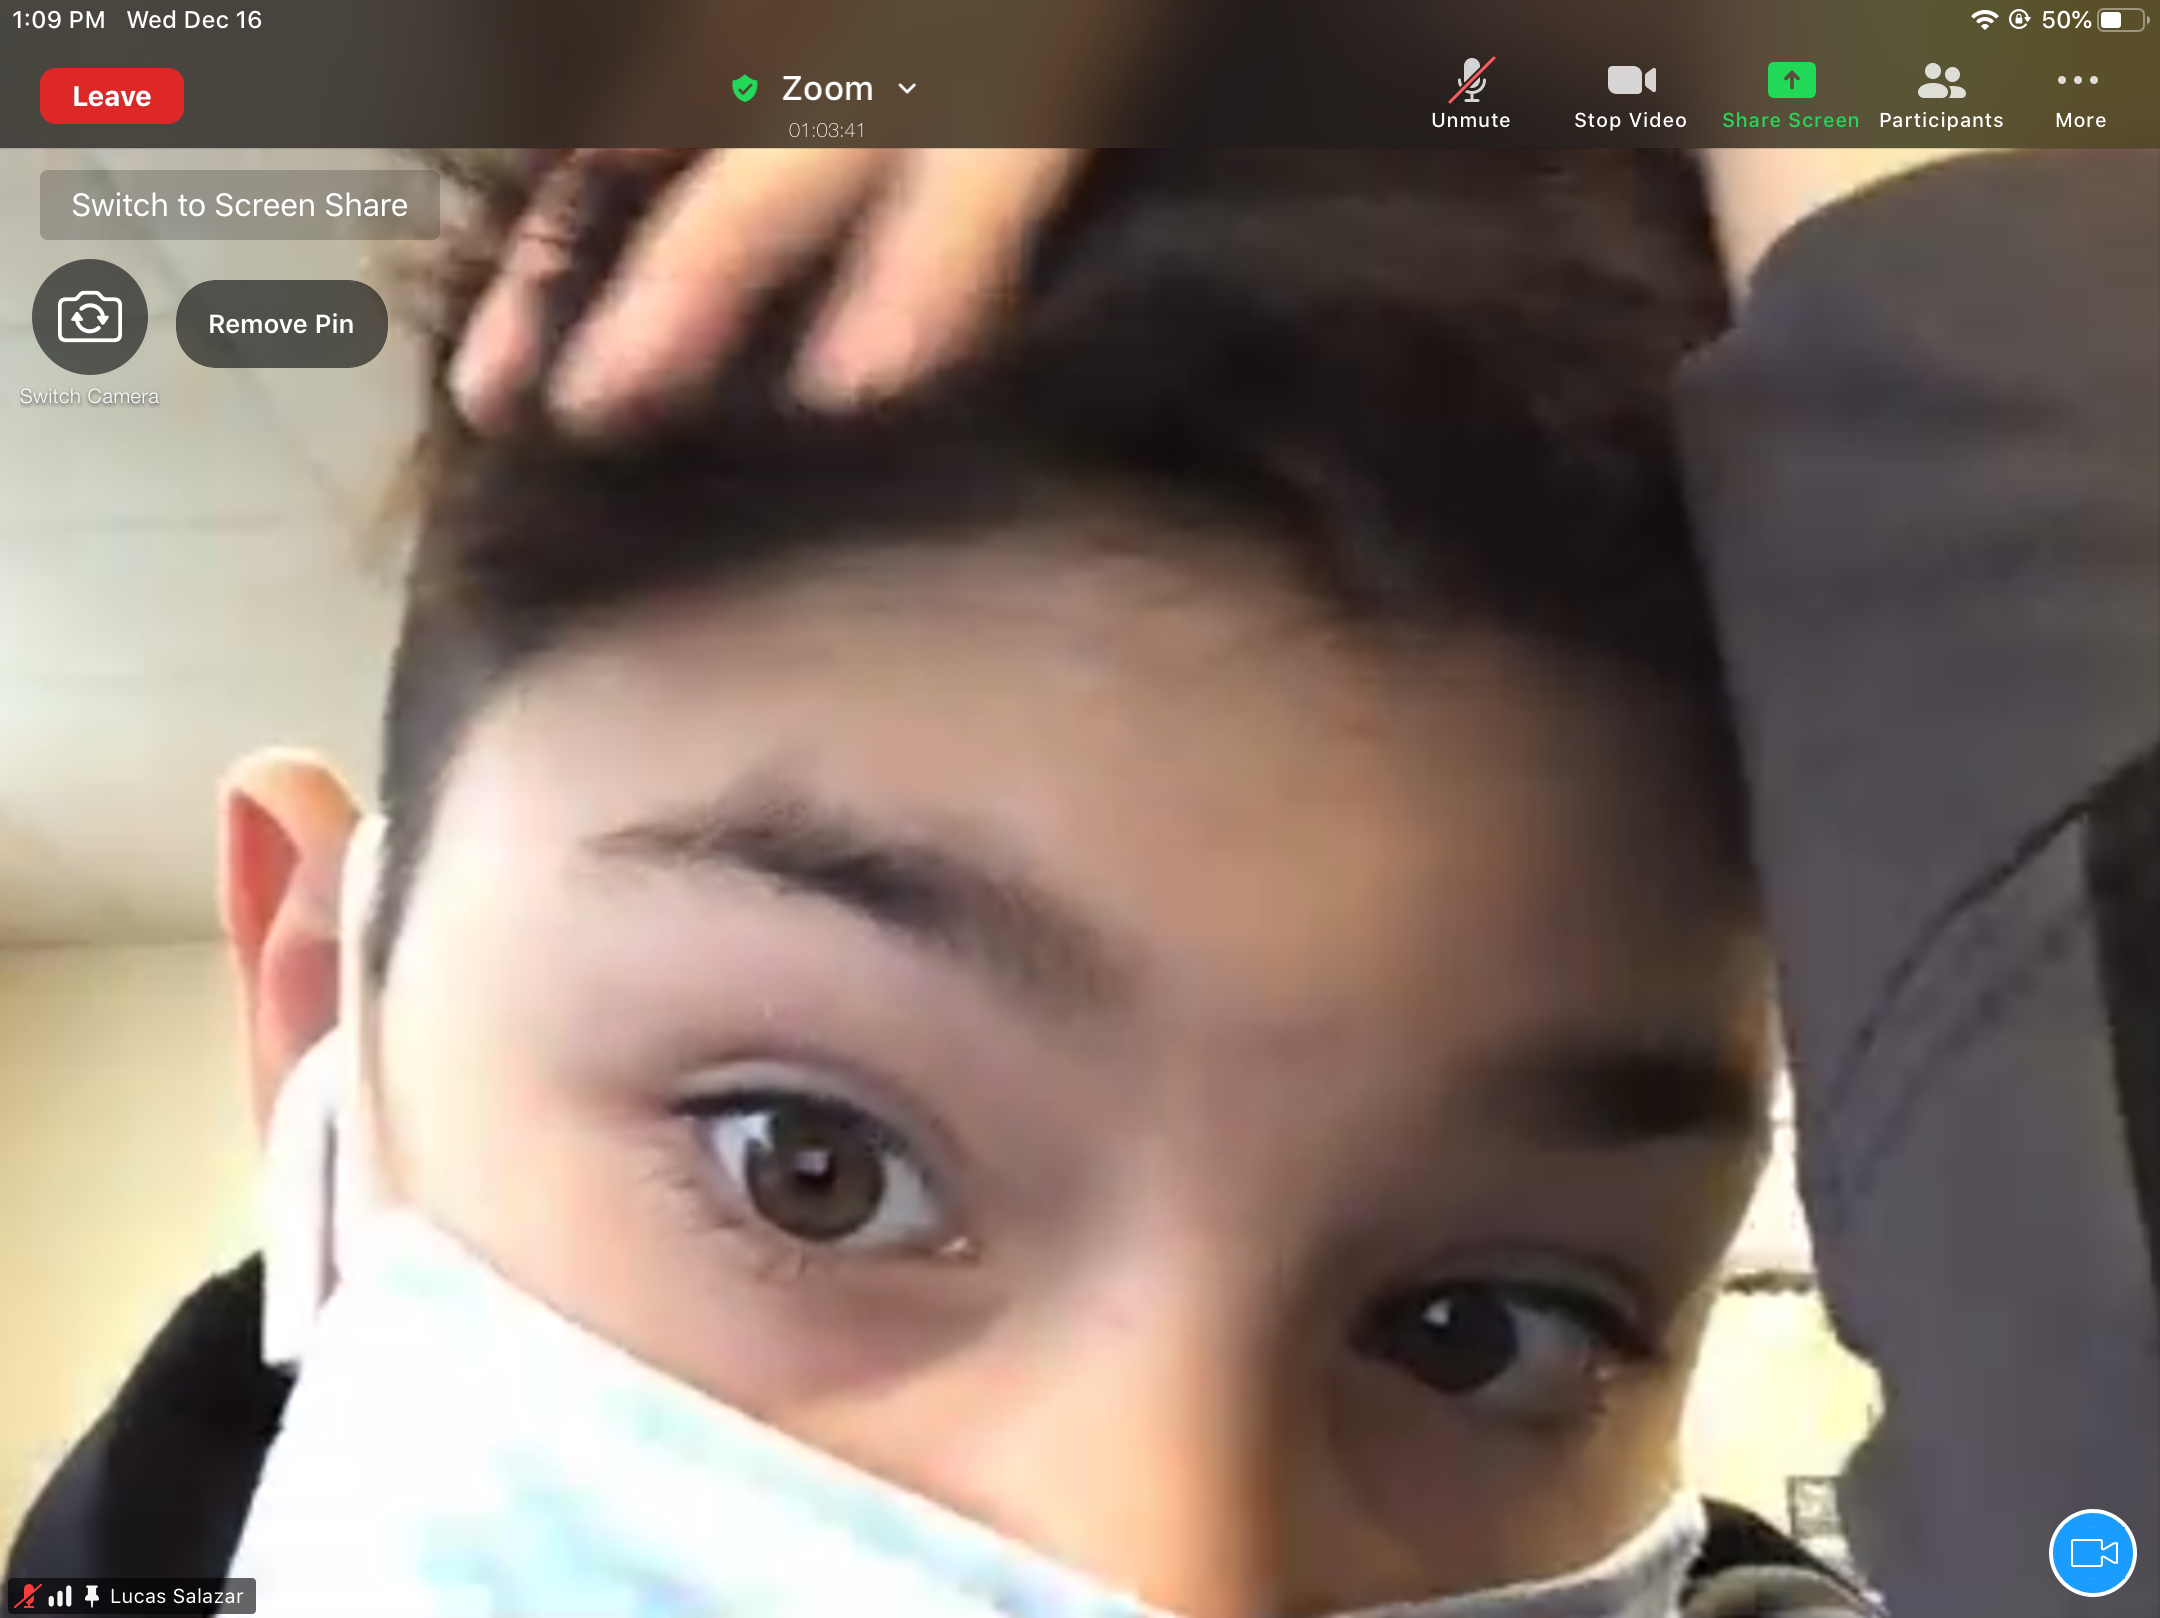 1:09 PM Wed Dec 16
50%
Leave
Zoom
01:03:41
Unmute
Stop Video
Share Screen
Participants
More
Switch to Screen Share
Remove Pin
Switch Camera
Lucas Salazar